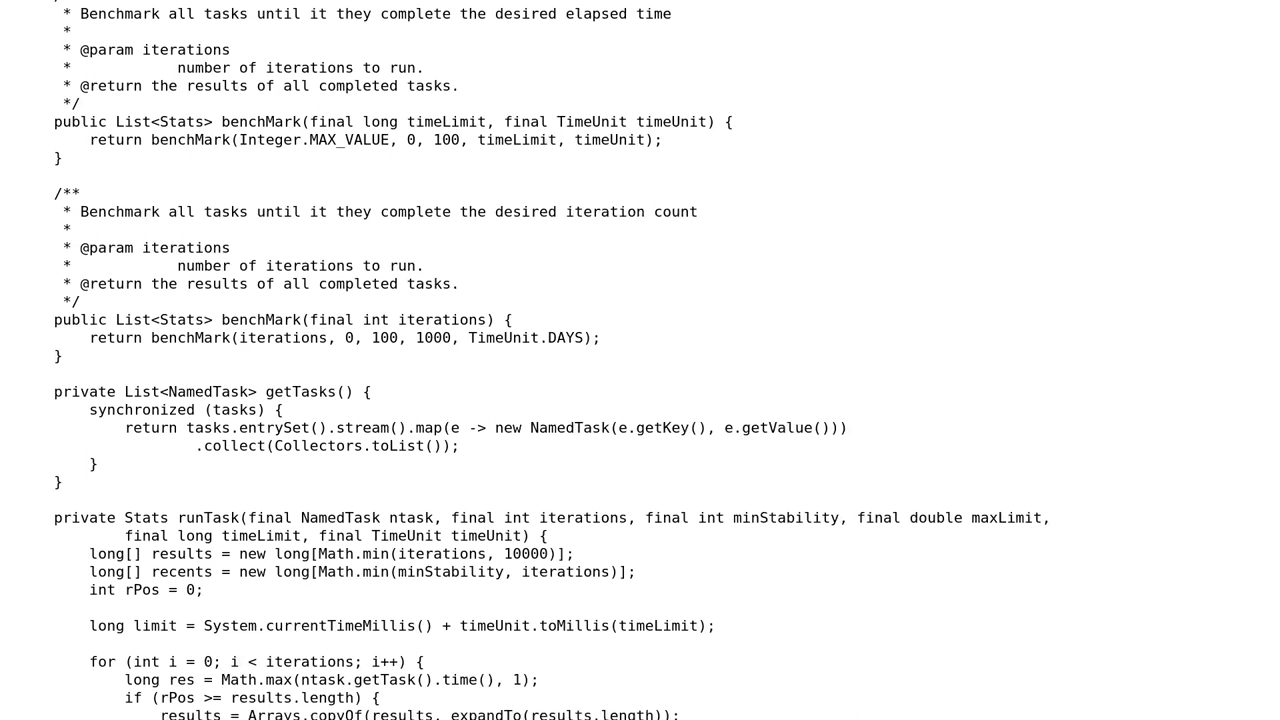 * Benchmark all tasks until it they complete the desired elapsed time
     *
     * @param iterations
     *            number of iterations to run.
     * @return the results of all completed tasks.
     */
    public List<Stats> benchMark(final long timeLimit, final TimeUnit timeUnit) {
        return benchMark(Integer.MAX_VALUE, 0, 100, timeLimit, timeUnit);
    }

    /**
     * Benchmark all tasks until it they complete the desired iteration count
     *
     * @param iterations
     *            number of iterations to run.
     * @return the results of all completed tasks.
     */
    public List<Stats> benchMark(final int iterations) {
        return benchMark(iterations, 0, 100, 1000, TimeUnit.DAYS);
    }

    private List<NamedTask> getTasks() {
        synchronized (tasks) {
            return tasks.entrySet().stream().map(e -> new NamedTask(e.getKey(), e.getValue()))
                    .collect(Collectors.toList());
        }
    }

    private Stats runTask(final NamedTask ntask, final int iterations, final int minStability, final double maxLimit,
            final long timeLimit, final TimeUnit timeUnit) {
        long[] results = new long[Math.min(iterations, 10000)];
        long[] recents = new long[Math.min(minStability, iterations)];
        int rPos = 0;

        long limit = System.currentTimeMillis() + timeUnit.toMillis(timeLimit);

        for (int i = 0; i < iterations; i++) {
            long res = Math.max(ntask.getTask().time(), 1);
            if (rPos >= results.length) {
                results = Arrays.copyOf(results, expandTo(results.length));